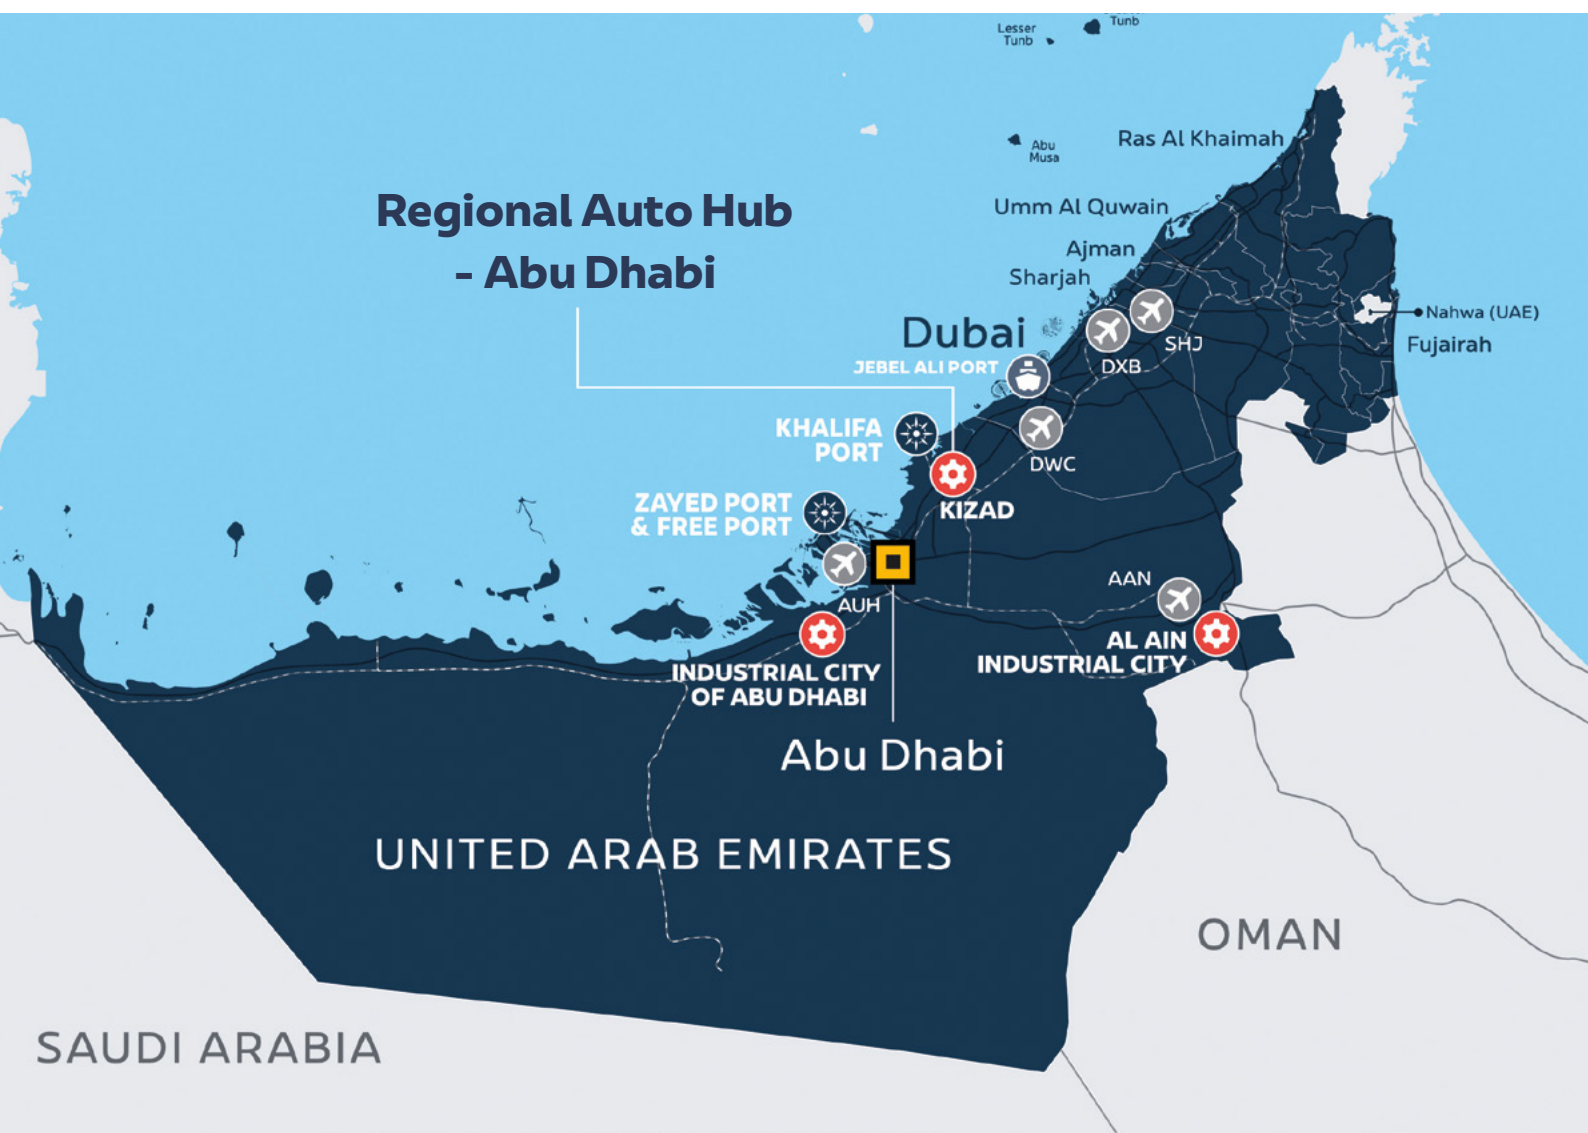 Lesser
Tunb
Tunb
Abu
Musa
Ras Al Khaimah
Regional Auto Hub
- Abu Dhabi
Umm Al Quwain
Ajman
Sharjah
Nahwa (UAE)
Dubai
SHJ
Fujairah
JEBEL ALI PORT
DXB
KHALIFA
PORT
DWC
ZAYED PORT
& FREE PORT
KIZAD
AAN
AUH
AL AIN
INDUSTRIAL CITY
INDUSTRIAL CITY
OF ABU DHABI
Abu Dhabi
UNITED ARAB EMIRATES
OMAN
SAUDI ARABIA